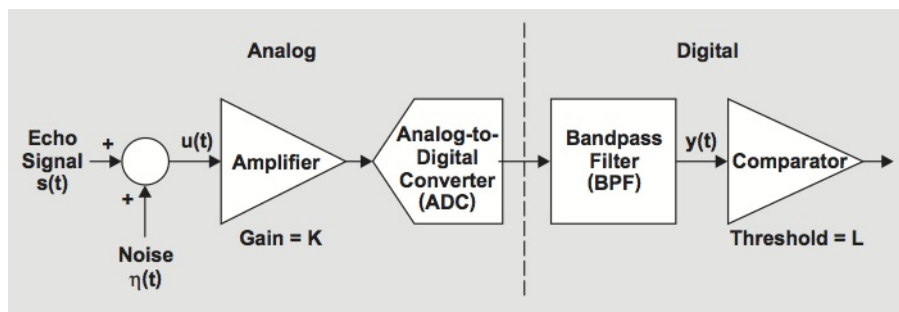 Analog
Digital
Echo
Signal
s(t)
+
+
u(t)
Amplifier
Analog-to-
Digital
Converter
(ADC)
Bandpass
Filter
(BPF)
y(t)
Comparator
Noise
η(t)
Gain = K
Threshold = L